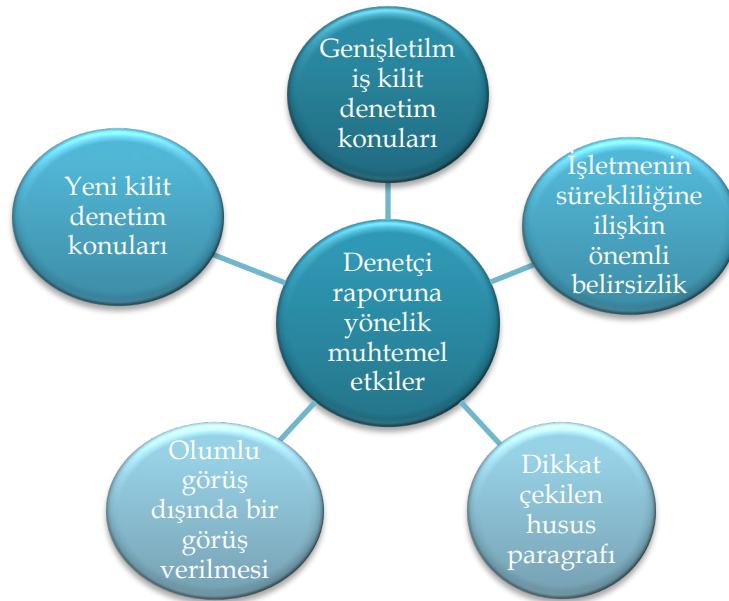 Genişletilm
iş kilit
denetim
konuları
Yeni kilit
denetim
konuları
İşletmenin
sürekliliğine
ilişkin
önemli
belirsizlik
Denetçi
raporuna
yönelik
muhtemel
etkiler
Olumlu
görüş
dışında bir
görüş
verilmesi
Dikkat
çekilen
husus
paragrafı